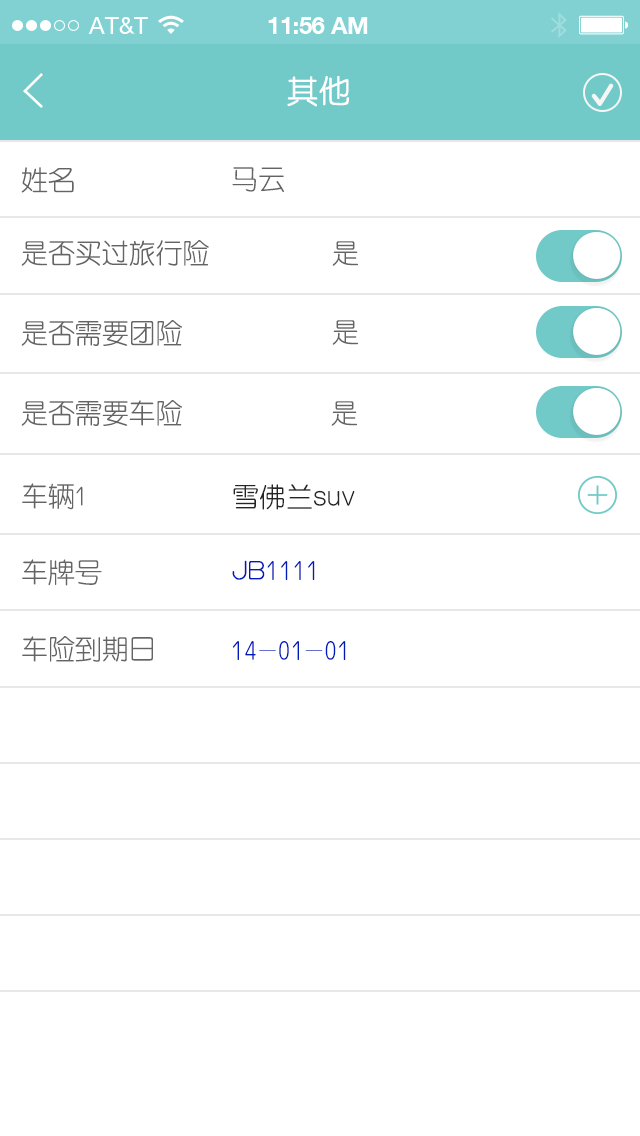 AT&T 11:56 AM
其他
姓名 马云
是否买过旅行险 是
是否需要团险 是
是否需要车险 是
车辆1 雪佛兰suv
车牌号 JB1111
车险到期日 14-01-01